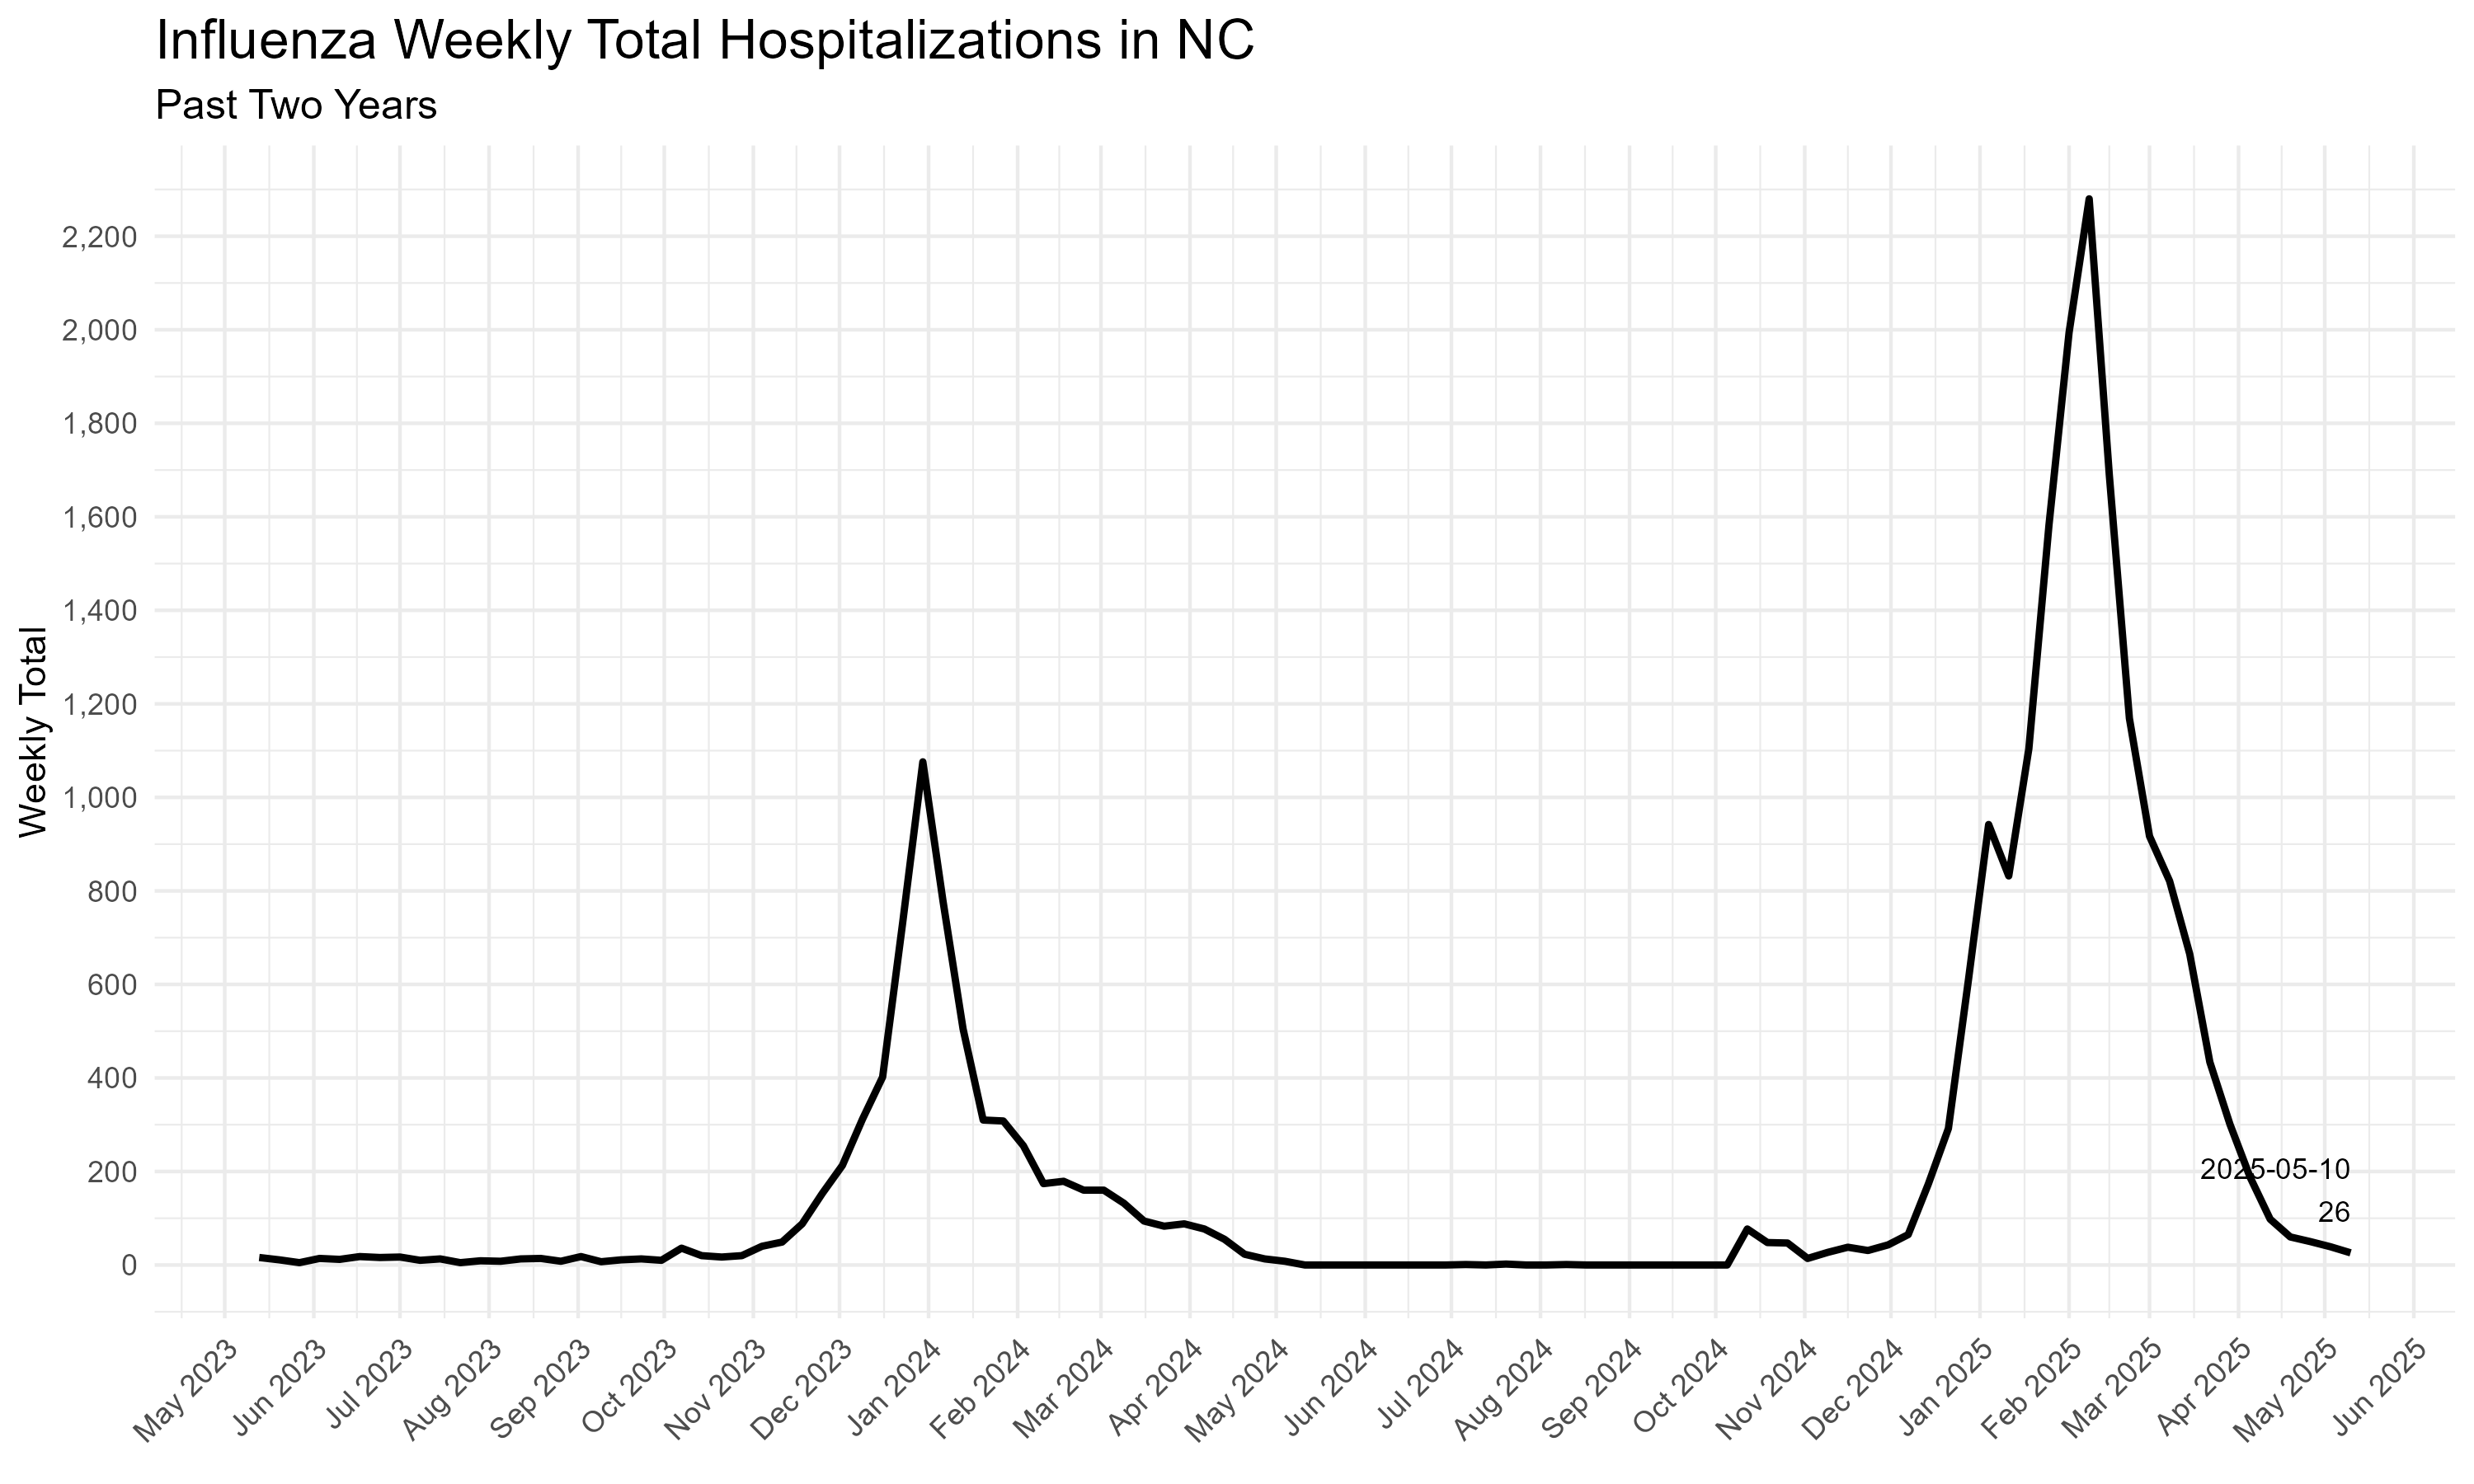 Influenza Weekly Total Hospitalizations in NC
Past Two Years
Weekly Total
2,200
2,000
1,800
1,600
1,400
1,200
1,000
800
600
400
200
0
2025-05-10
26
May 2023
Jun 2023
Jul 2023
Aug 2023
Sep 2023
Oct 2023
Nov 2023
Dec 2023
Jan 2024
Feb 2024
Mar 2024
Apr 2024
May 2024
Jun 2024
Jul 2024
Aug 2024
Sep 2024
Oct 2024
Nov 2024
Dec 2024
Jan 2025
Feb 2025
Mar 2025
Apr 2025
May 2025
Jun 2025